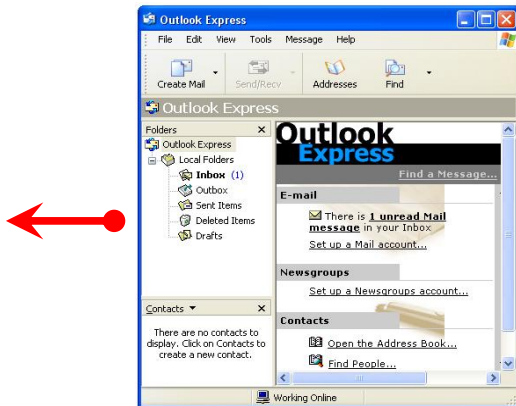 Outlook Express
File Edit View Tools Message Help
Create Mail Send/Recv Addresses Find
Outlook Express
Folders
Outlook Express
Local Folders
Inbox (1)
Outbox
Sent Items
Deleted Items
Drafts
Contacts
There are no contacts to
display. Click on Contacts to
create a new contact.
Outlook
Express
Find a Message...
E-mail
There is 1 unread Mail
message in your Inbox
Set up a Mail account...
Newsgroups
Set up a Newsgroups account...
Contacts
Open the Address Book...
Find People...
Working Online